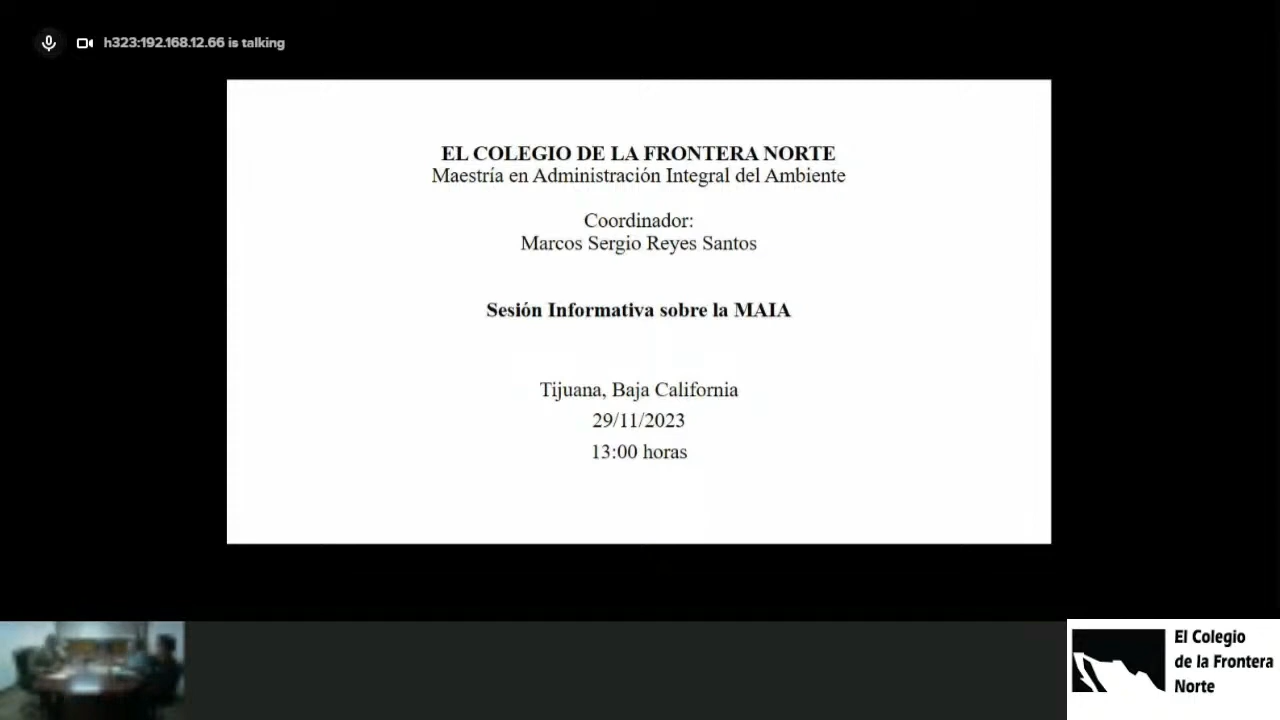 h323:192.168.12.66 is talking
EL COLEGIO DE LA FRONTERA NORTE
Maestría en Administración Integral del Ambiente
Coordinador:
Marcos Sergio Reyes Santos
Sesión Informativa sobre la MAIA
Tijuana, Baja California
29/11/2023
13:00 horas
El Colegio
de la Frontera
Norte